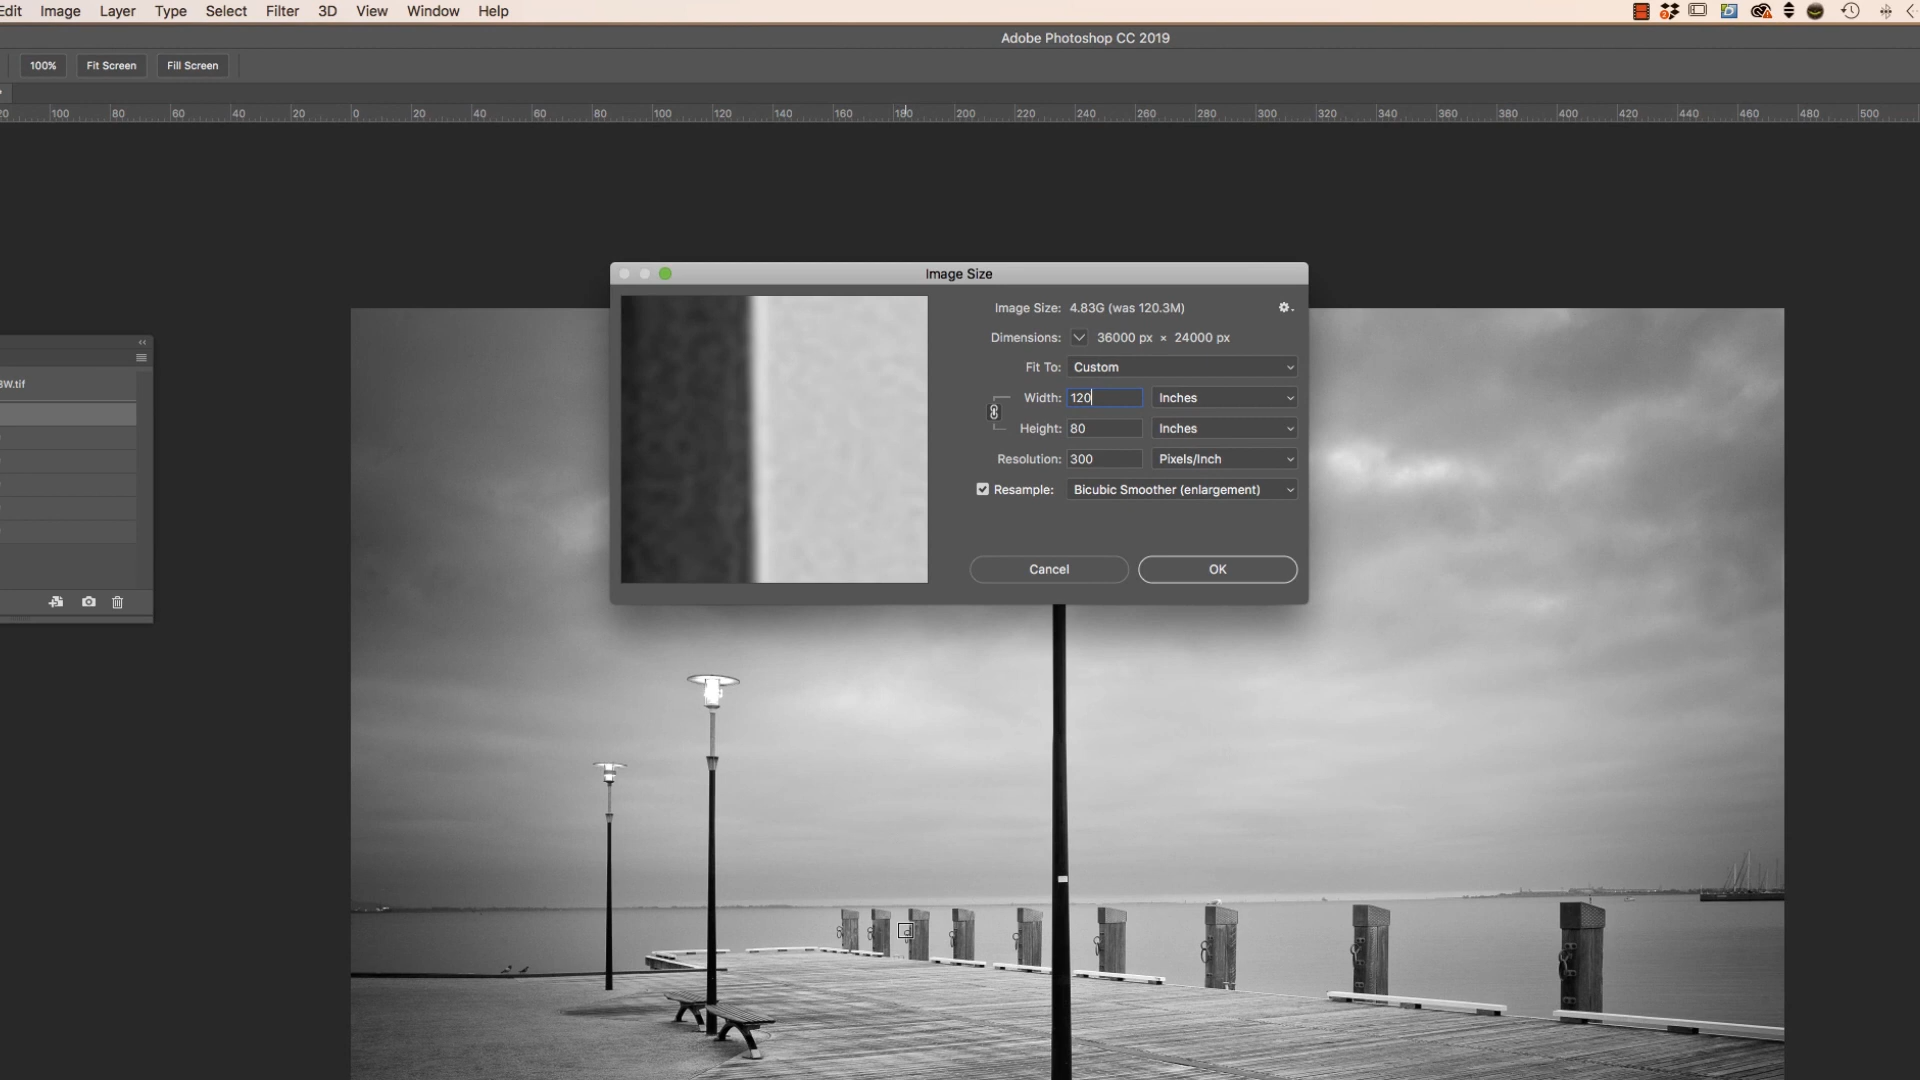 Edit Image Layer Type Select Filter 3D View Window Help
Adobe Photoshop CC 2019
100% Fit Screen Fill Screen
20 100 80 60 40 20 0 20 40 60 80 100 120 140 160 180 200 220 240 260 280 300 320 340 360 380 400 420 440 460 480 500
Image Size
Image Size: 4.83G (was 120.3M)
Dimensions: 36000 px × 24000 px
Fit To: Custom
Width: 120 Inches
Height: 80 Inches
Resolution: 300 Pixels/Inch
Resample: Bicubic Smoother (enlargement)
Cancel OK
BW.tif